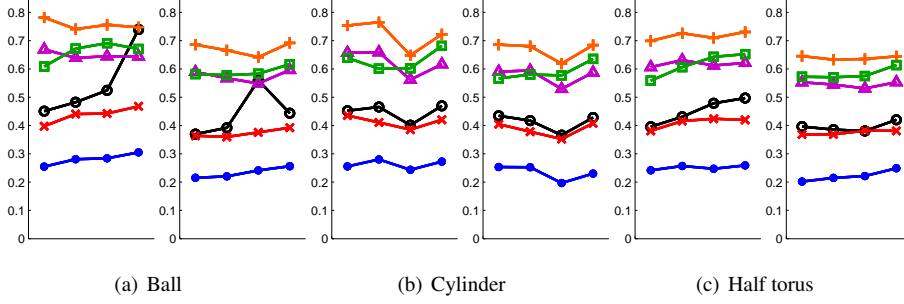 0.8 0.8 0.8 0.8 0.8 0.8
0.7 0.7 0.7 0.7 0.7 0.7
0.6 0.6 0.6 0.6 0.6 0.6
0.5 0.5 0.5 0.5 0.5 0.5
0.4 0.4 0.4 0.4 0.4 0.4
0.3 0.3 0.3 0.3 0.3 0.3
0.2 0.2 0.2 0.2 0.2 0.2
0.1 0.1 0.1 0.1 0.1 0.1
0 0 0 0 0 0
(a) Ball (b) Cylinder (c) Half torus